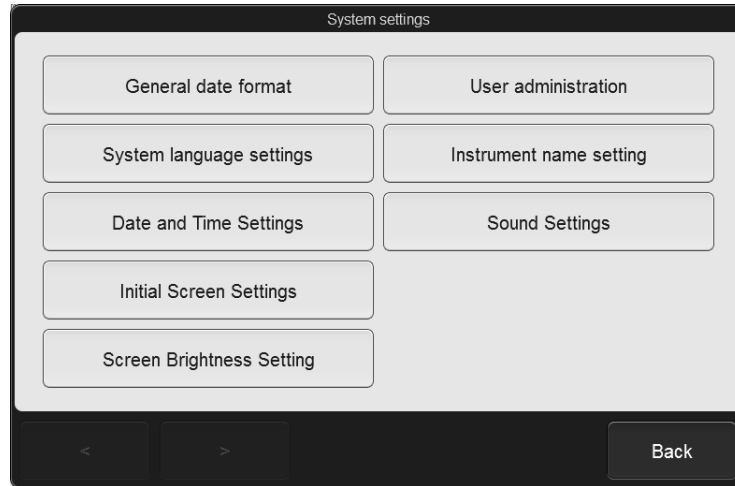 System settings
General date format
User administration
System language settings
Instrument name setting
Date and Time Settings
Sound Settings
Initial Screen Settings
Screen Brightness Setting
<
>
Back